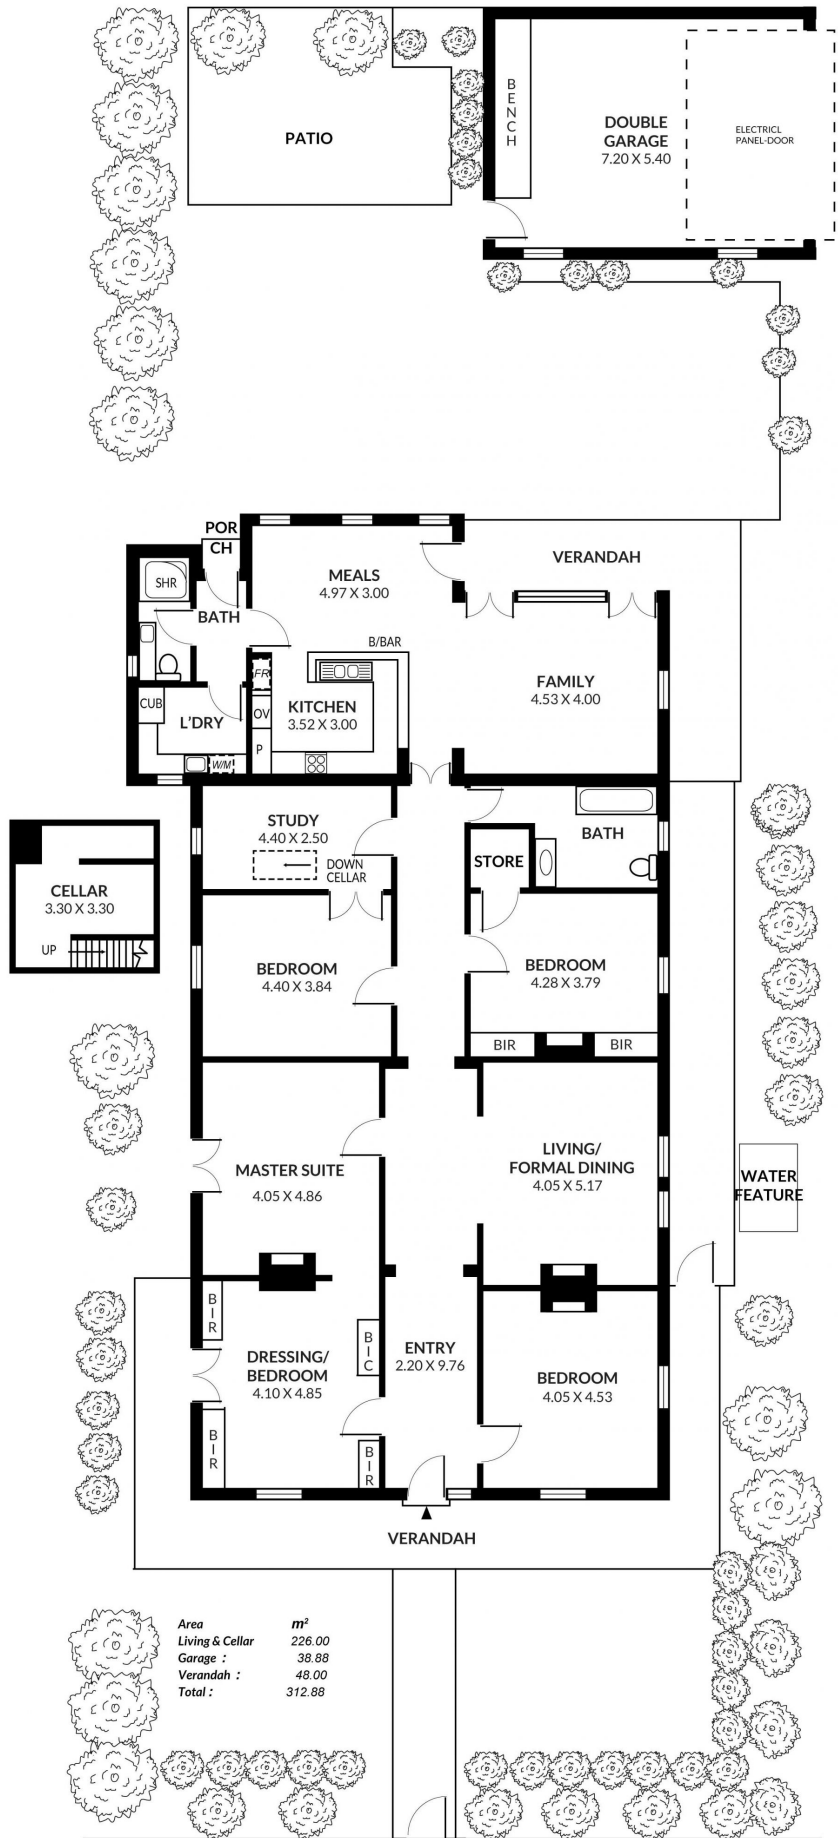 PATIO
BENCH
DOUBLE
GARAGE
7.20 X 5.40
ELECTRICL
PANEL-DOOR
POR
CH
SHR
BATH
MEALS
4.97 X 3.00
VERANDAH
B/BAR
FR
FAMILY
4.53 X 4.00
CUB
L'DRY
OV
KITCHEN
3.52 X 3.00
P
W/M
STUDY
4.40 X 2.50
DOWN
CELLAR
BATH
STORE
CELLAR
3.30 X 3.30
UP
BEDROOM
4.40 X 3.84
BEDROOM
4.28 X 3.79
BIR
BIR
MASTER SUITE
4.05 X 4.86
LIVING/
FORMAL DINING
4.05 X 5.17
WATER
FEATURE
BIR
BIC
DRESSING/
BEDROOM
4.10 X 4.85
ENTRY
2.20 X 9.76
BEDROOM
4.05 X 4.53
BIR
BIR
VERANDAH
Area m²
Living & Cellar 226.00
Garage : 38.88
Verandah : 48.00
Total : 312.88